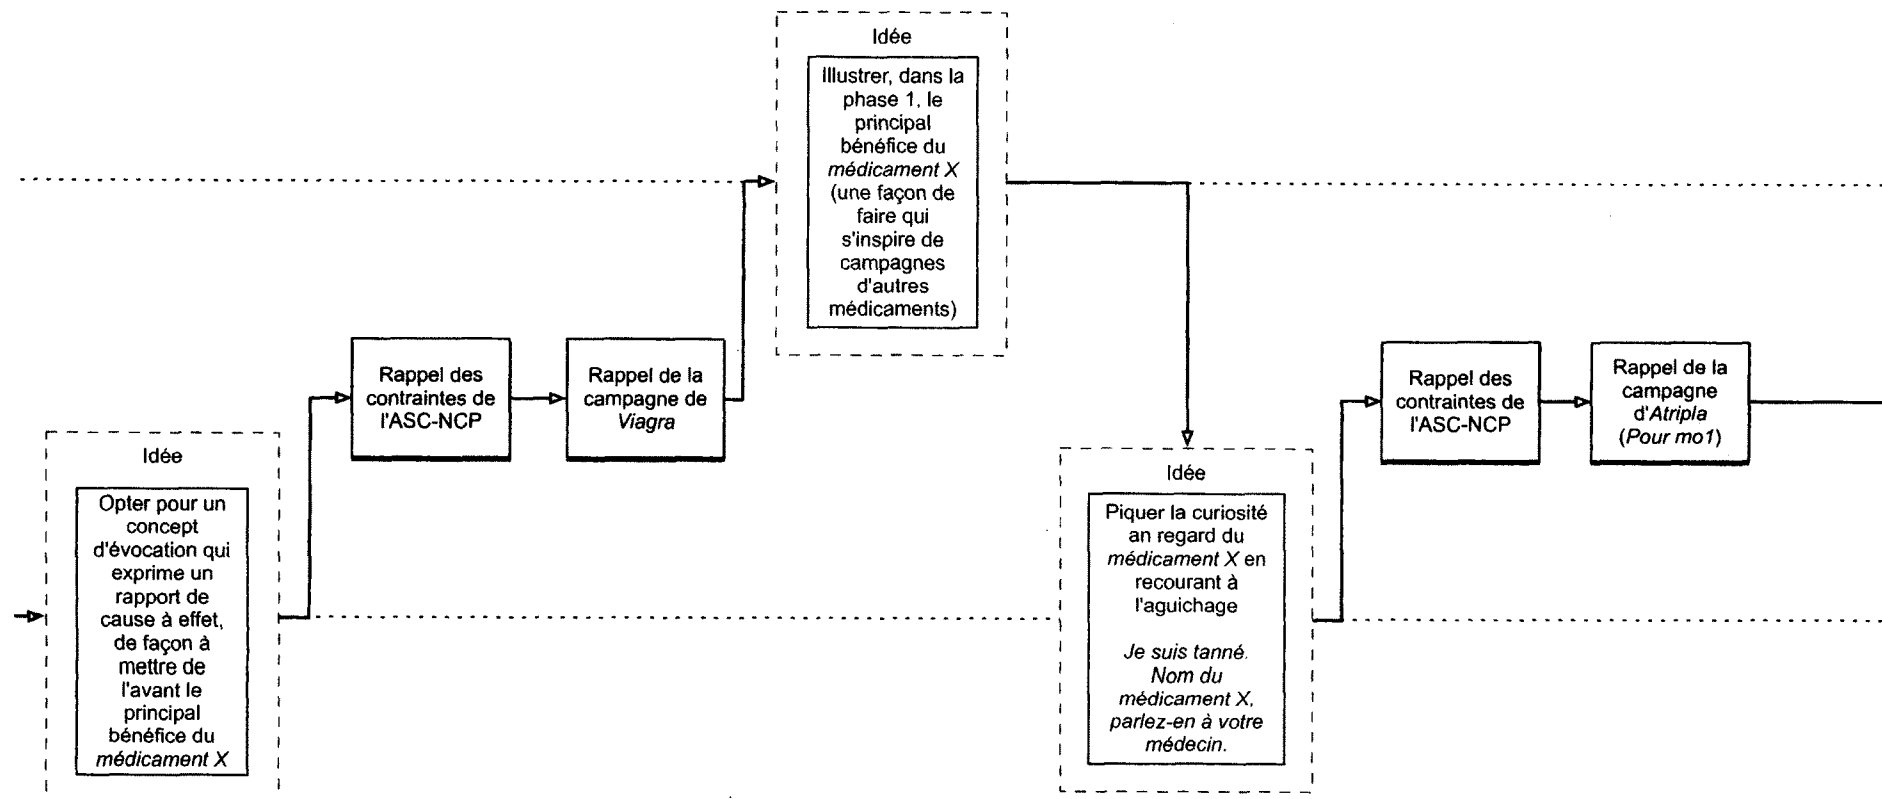 Idée
Opter pour un
concept
d'évocation qui
exprime un
rapport de
cause à effet,
de façon à
mettre de
l'avant le
principal
bénéfice du
médicament X
Rappel des
contraintes de
l'ASC-NCP
Rappel de la
campagne de
Viagra
Idée
Illustrer, dans la
phase 1, le
principal
bénéfice du
médicament X
(une façon de
faire qui
s'inspire de
campagnes
d'autres
médicaments)
Idée
Piquer la curiosité
an regard du
médicament X en
recourant à
l'aguichage
Je suis tanné.
Nom du
médicament X,
parlez-en à votre
médecin.
Rappel des
contraintes de
l'ASC-NCP
Rappel de la
campagne
d'Atripla
(Pour mo1)